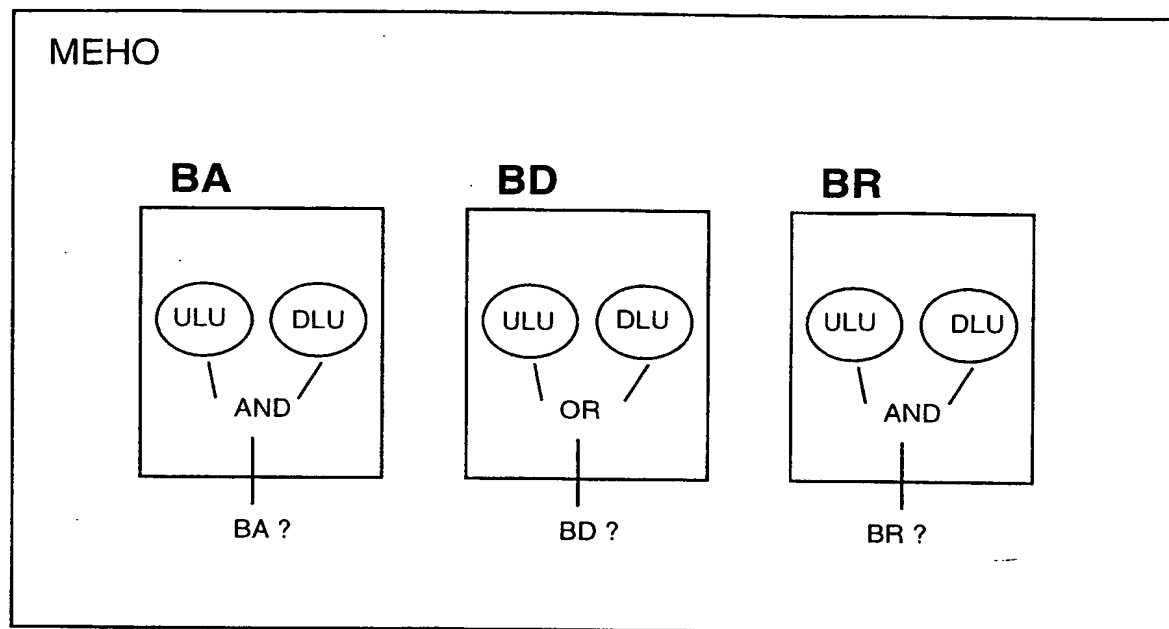 MEHO
BA BD BR
ULU DLU ULU DLU ULU DLU
AND OR AND
BA ? BD ? BR ?